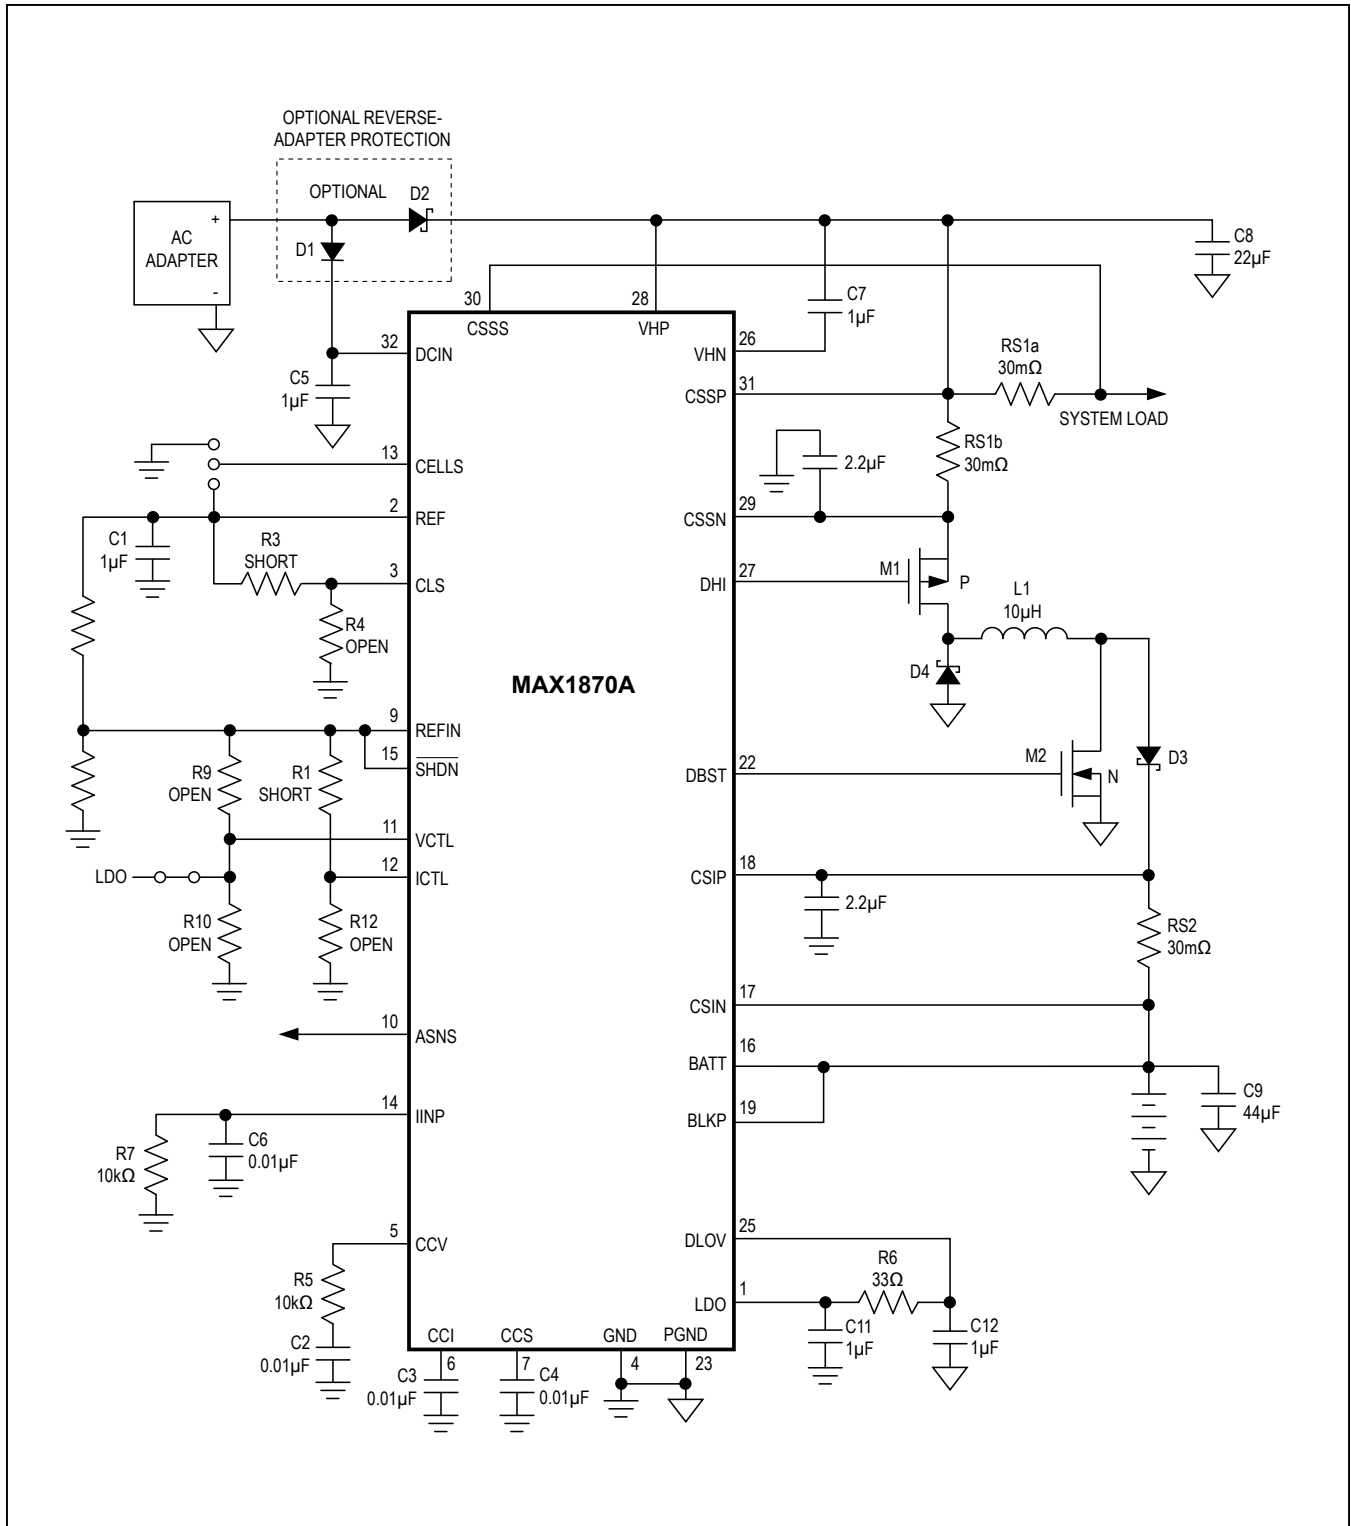 OPTIONAL REVERSE-
ADAPTER PROTECTION
OPTIONAL
D2
+
AC
ADAPTER
-
D1
C8
22µF
30
CSSS
28
VHP
C7
1µF
32
DCIN
C5
1µF
26
VHN
31
CSSP
RS1a
30mΩ
SYSTEM LOAD
RS1b
30mΩ
13
CELLS
2.2µF
2
REF
C1
1µF
29
CSSN
R3
SHORT
3
CLS
R4
OPEN
27
DHI
M1
P
L1
10µH
D4
MAX1870A
9
REFIN
15
SHDN
R9
OPEN
R1
SHORT
22
DBST
M2
N
D3
11
VCTL
12
ICTL
LDO
R10
OPEN
R12
OPEN
18
CSIP
2.2µF
RS2
30mΩ
17
CSIN
10
ASNS
16
BATT
19
BLKP
C9
44µF
14
IINP
R7
10kΩ
C6
0.01µF
5
CCV
R5
10kΩ
C2
0.01µF
25
DLOV
R6
33Ω
1
LDO
C11
1µF
C12
1µF
CCI
6
CCS
7
GND
4
PGND
23
C3
0.01µF
C4
0.01µF